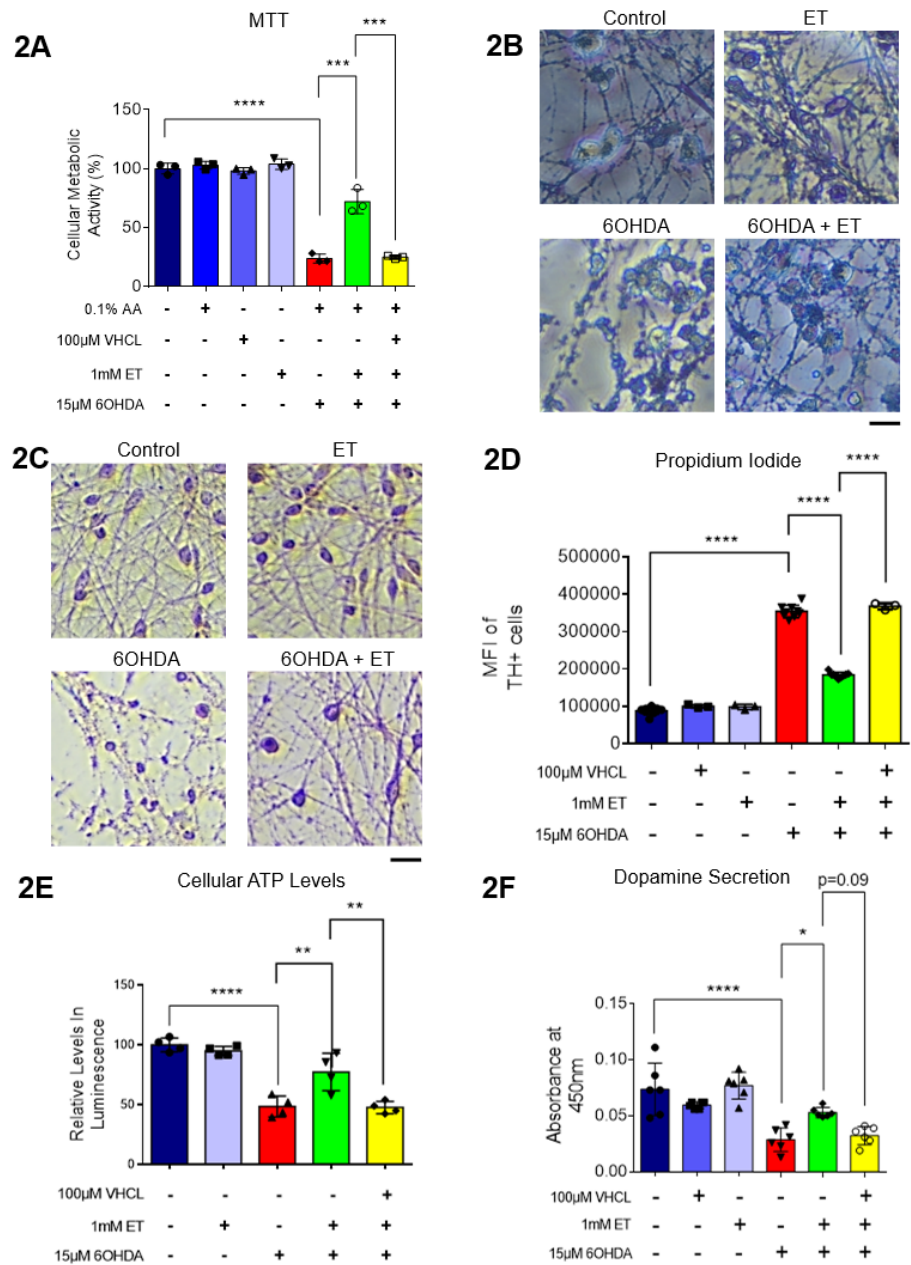 MTT
2A
***
***
****
150
100
50
0
Cellular Metabolic
Activity (%)
0.1% AA - + - - + + +
100µM VHCL - - + - - - +
1mM ET - - - + - + +
15µM 6OHDA - - - - + + +
2B
Control ET
6OHDA 6OHDA + ET
2C
Control ET
6OHDA 6OHDA + ET
2D
Propidium Iodide
****
****
****
500000
400000
300000
200000
100000
0
MFI of
TH+ cells
100µM VHCL - + - - - +
1mM ET - - + - + +
15µM 6OHDA - - - + + +
2E
Cellular ATP Levels
**
**
****
150
100
50
0
Relative Levels In
Luminescence
100µM VHCL - - - - +
1mM ET - + - + +
15µM 6OHDA - - + + +
2F
Dopamine Secretion
p=0.09
*
****
0.15
0.10
0.05
0.00
Absorbance at
450nm
100µM VHCL - + - - - +
1mM ET - - + - + +
15µM 6OHDA - - - + + +